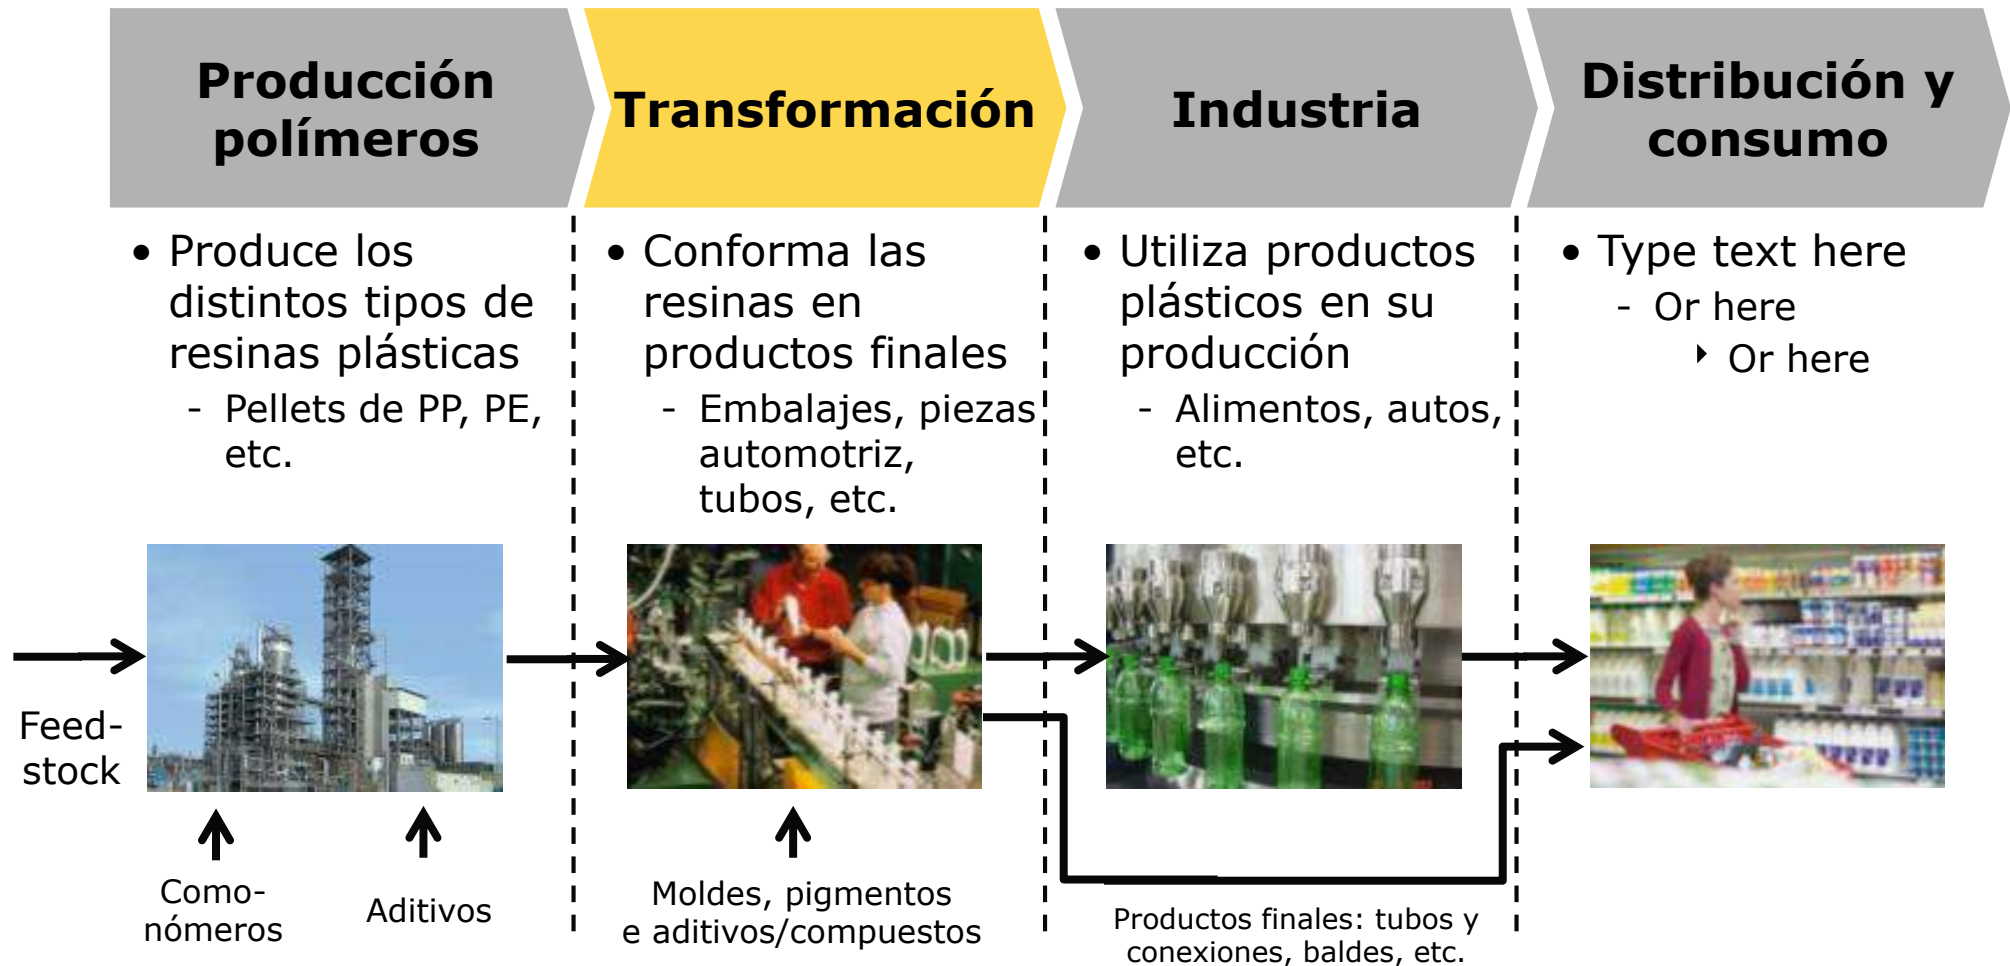 Producción
polímeros
Transformación
Industria
Distribución y
consumo
• Produce los
distintos tipos de
resinas plásticas
- Pellets de PP, PE,
etc.
• Conforma las
resinas en
productos finales
- Embalajes, piezas
automotriz,
tubos, etc.
• Utiliza productos
plásticos en su
producción
- Alimentos, autos,
etc.
• Type text here
- Or here
‣ Or here
Feed-
stock
Como-
nómeros
Aditivos
Moldes, pigmentos
e aditivos/compuestos
Productos finales: tubos y
conexiones, baldes, etc.